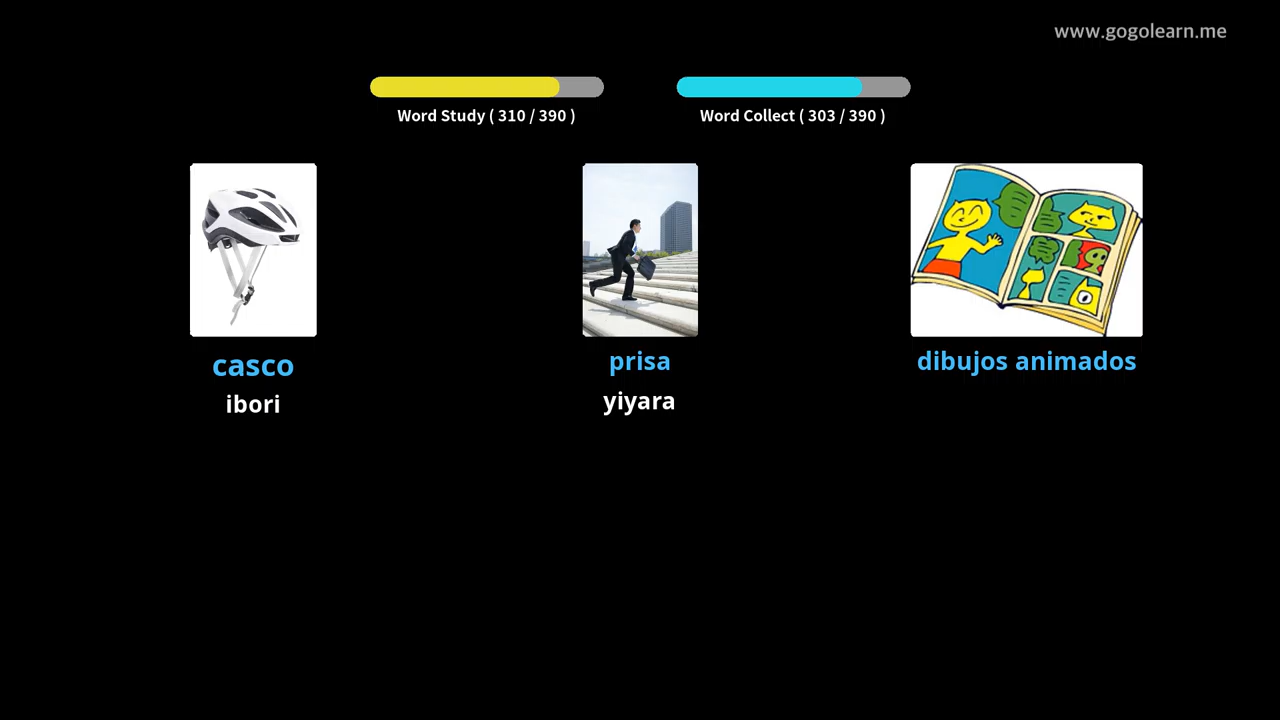 www.gogolearn.me
Word Study ( 310 / 390 )
Word Collect ( 303 / 390 )
casco
ibori
prisa
yiyara
dibujos animados